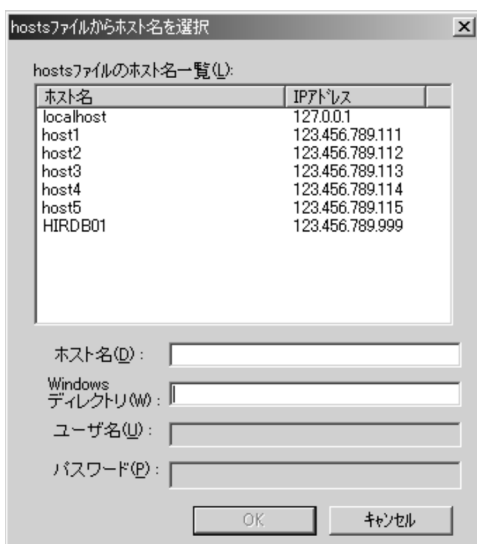 hostsファイルからホスト名を選択
hostsファイルのホスト名一覧(L):
ホスト名 IPアドレス
localhost 127.0.0.1
host1 123.456.789.111
host2 123.456.789.112
host3 123.456.789.113
host4 123.456.789.114
host5 123.456.789.115
HIRDB01 123.456.789.999
ホスト名(D):
Windows
ディレクトリ(W):
ユーザ名(U):
パスワード(P):
OK キャンセル